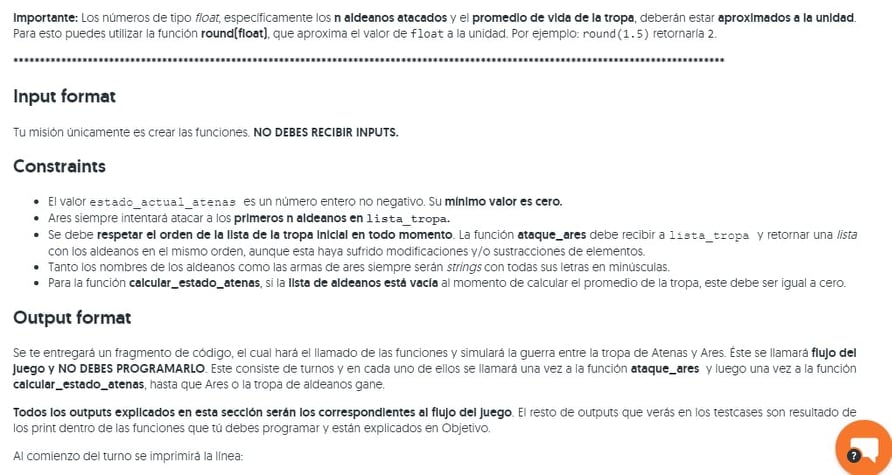 Importante: Los números de tipo float, específicamente los n aldeanos atacados y el promedio de vida de la tropa, deberán estar aproximados a la unidad.
Para esto puedes utilizar la función round(float), que aproxima el valor de float a la unidad. Por ejemplo: round(1.5) retornaría 2.
Input format
Tu misión únicamente es crear las funciones. NO DEBES RECIBIR INPUTS.
Constraints
• El valor estado_actual_atenas es un número entero no negativo. Su mínimo valor es cero.
• Ares siempre intentará atacar a los primeros n aldeanos en lista_tropa.
• Se debe respetar el orden de la lista de la tropa inicial en todo momento. La función ataque_ares debe recibir a lista_tropa y retornar una lista
con los aldeanos en el mismo orden, aunque esta haya sufrido modificaciones y/o sustracciones de elementos.
• Tanto los nombres de los aldeanos como las armas de ares siempre serán strings con todas sus letras en minúsculas.
• Para la función calcular_estado_atenas, si la lista de aldeanos está vacía al momento de calcular el promedio de la tropa, este debe ser igual a cero.
Output format
Se te entregará un fragmento de código, el cual hará el llamado de las funciones y simulará la guerra entre la tropa de Atenas y Ares. Éste se llamará flujo del
juego y NO DEBES PROGRAMARLO. Este consiste de turnos y en cada uno de ellos se llamará una vez a la función ataque_ares y luego una vez a la función
calcular_estado_atenas, hasta que Ares o la tropa de aldeanos gane.
Todos los outputs explicados en esta sección serán los correspondientes al flujo del juego. El resto de outputs que verás en los testcases son resultado de
los print dentro de las funciones que tú debes programar y están explicados en Objetivo.
Al comienzo del turno se imprimirá la línea:
?